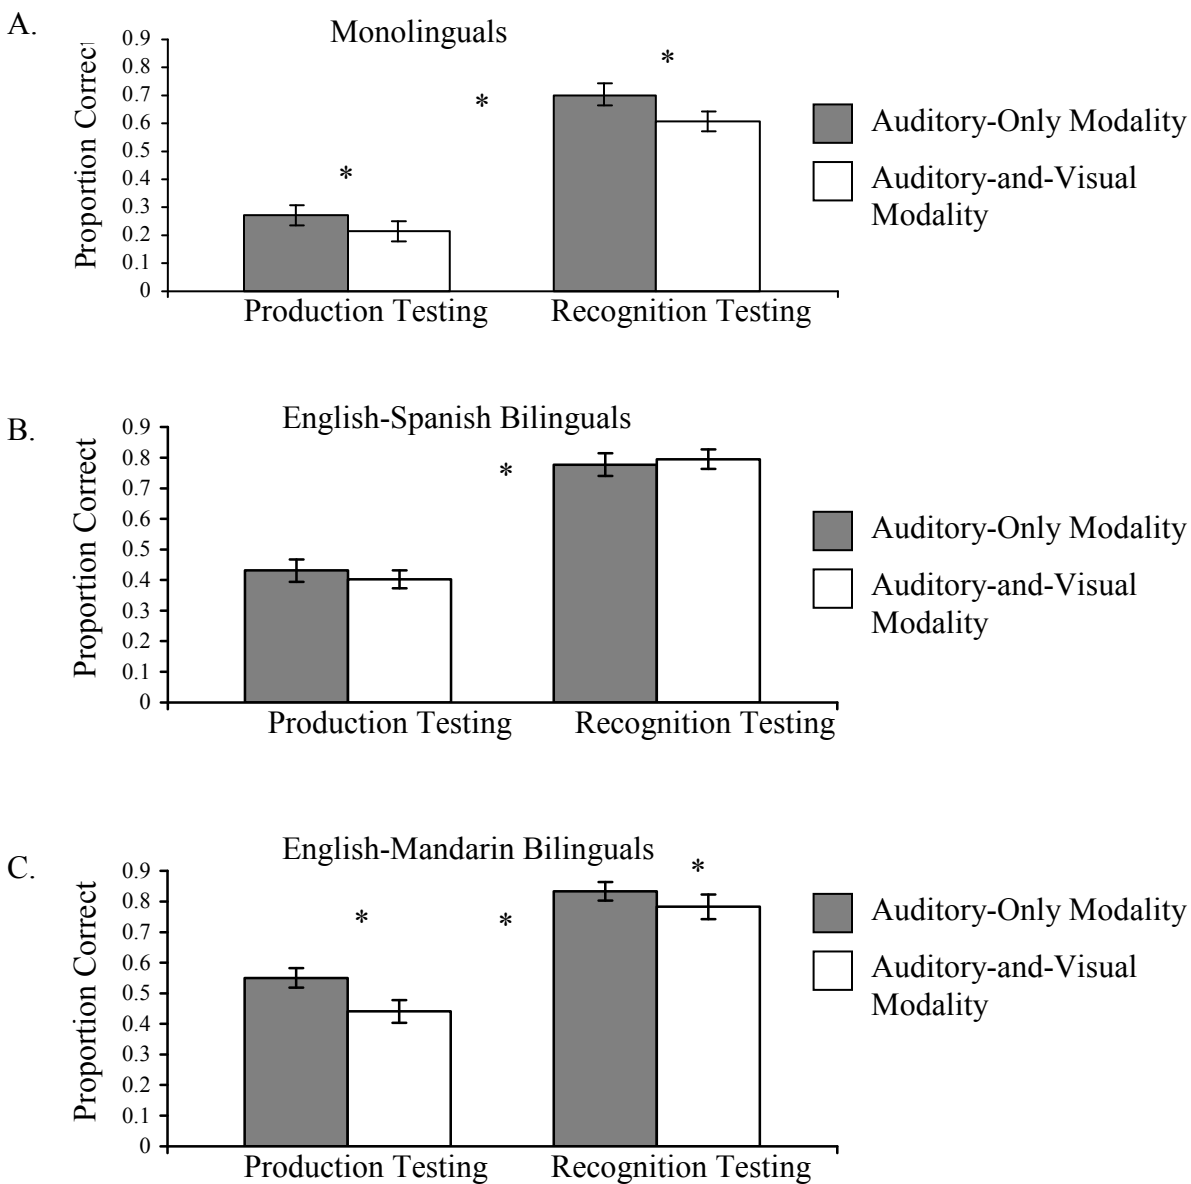 A.
Monolinguals
Proportion Correct
0.9
0.8
0.7
0.6
0.5
0.4
0.3
0.2
0.1
0
*
*
*
Production Testing
Recognition Testing
Auditory-Only Modality
Auditory-and-Visual
Modality
B.
English-Spanish Bilinguals
Proportion Correct
0.9
0.8
0.7
0.6
0.5
0.4
0.3
0.2
0.1
0
*
Production Testing
Recognition Testing
Auditory-Only Modality
Auditory-and-Visual
Modality
C.
English-Mandarin Bilinguals
Proportion Correct
0.9
0.8
0.7
0.6
0.5
0.4
0.3
0.2
0.1
0
*
*
*
Production Testing
Recognition Testing
Auditory-Only Modality
Auditory-and-Visual
Modality